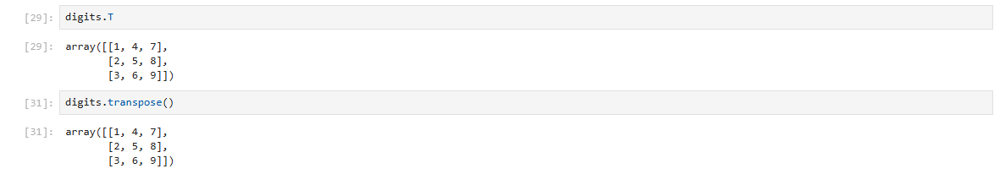 [29]: digits.T
[29]: array([[1, 4, 7],
[2, 5, 8],
[3, 6, 9]])
[31]: digits.transpose()
[31]: array([[1, 4, 7],
[2, 5, 8],
[3, 6, 9]])